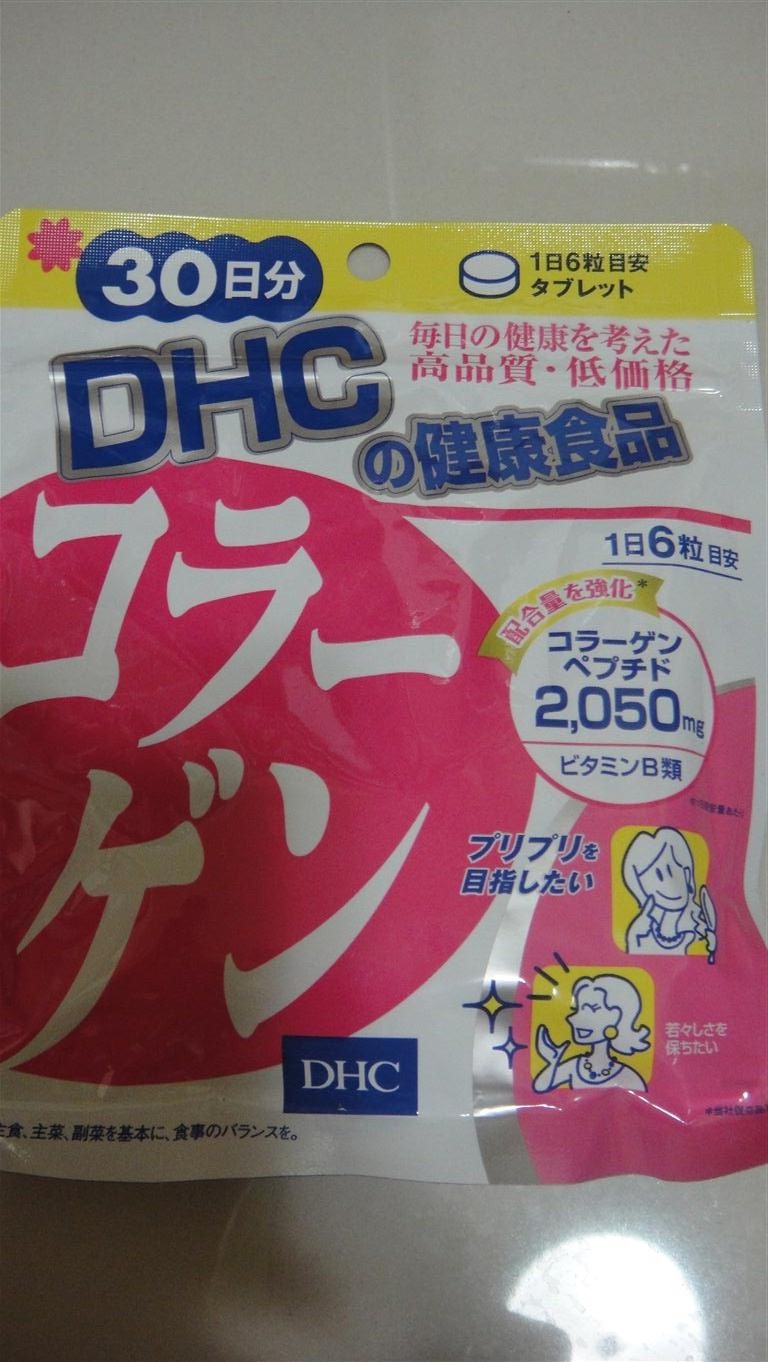 30日分
1日6粒目安
タブレット
毎日の健康を考えた
高品質・低価格
DHC
の健康食品
コラー
ゲン
1日6粒目安
配合量を強化*
コラーゲン
ペプチド
2,050mg
ビタミンB類
プリプリを
目指したい
若々しさを
保ちたい
DHC
主食、主菜、副菜を基本に、食事のバランスを。